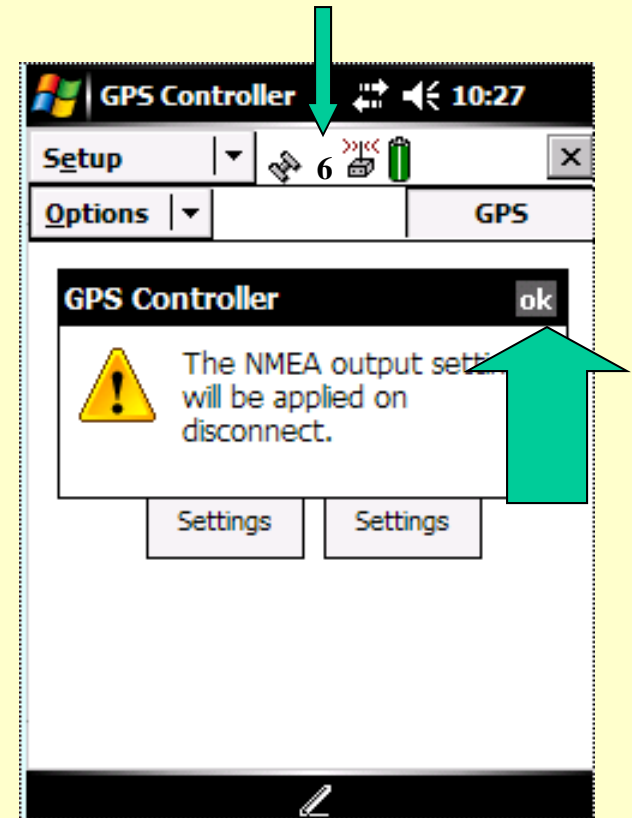 GPS Controller 10:27
Setup 6
Options GPS
GPS Controller ok
The NMEA output
will be applied on
disconnect.
Settings Settings